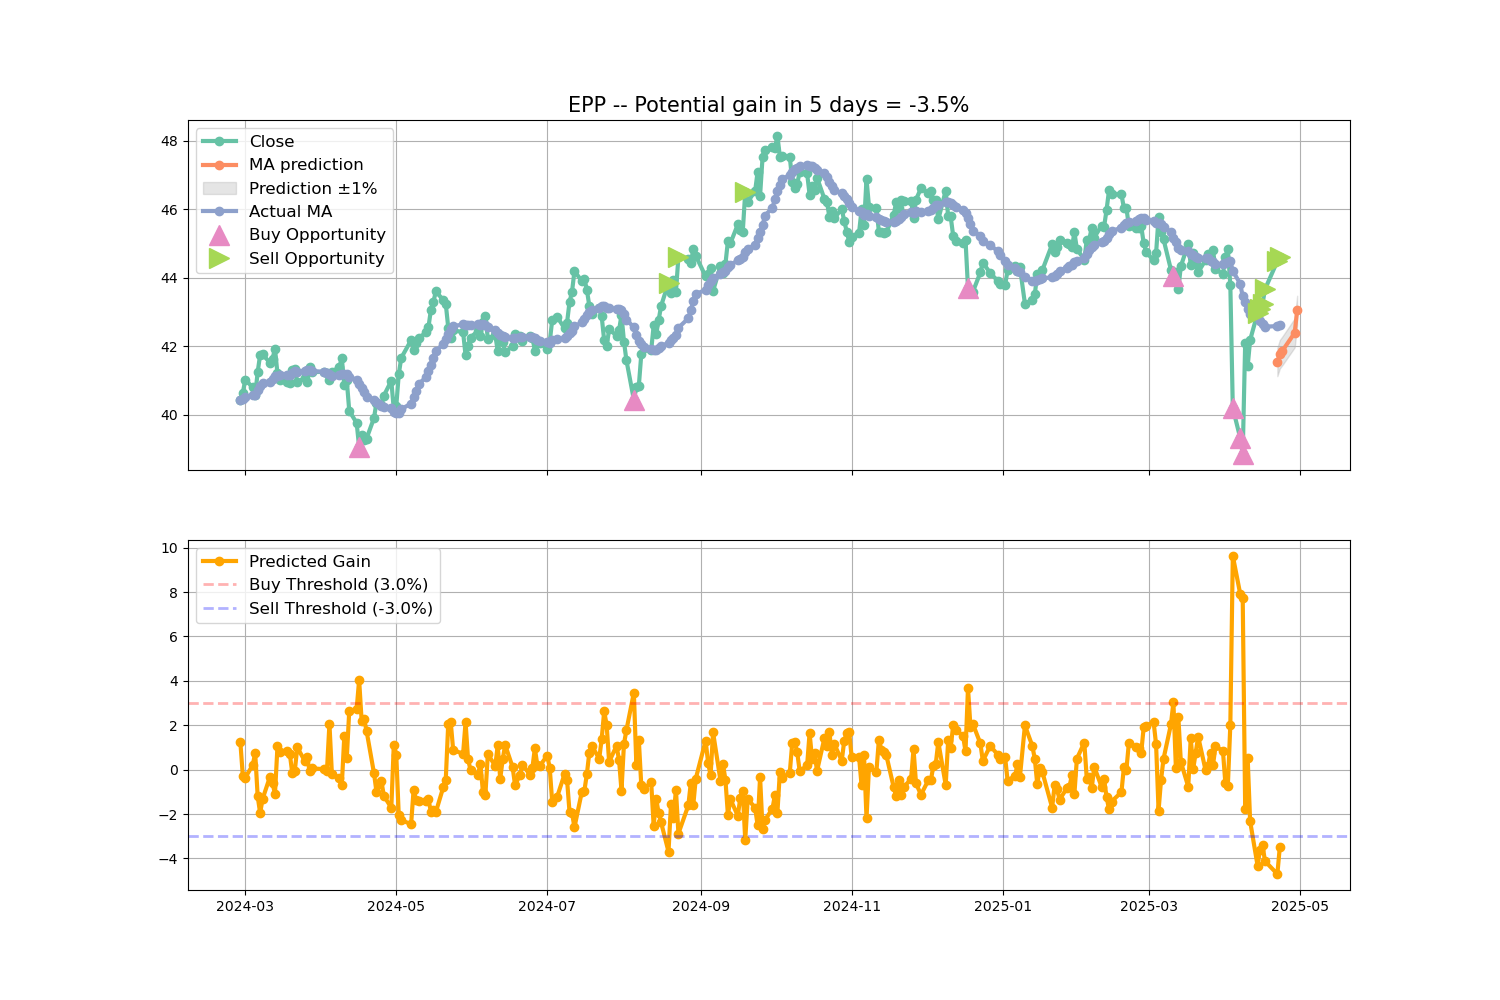 EPP -- Potential gain in 5 days = -3.5%
Close
MA prediction
Prediction ±1%
Actual MA
Buy Opportunity
Sell Opportunity
48
46
44
42
40
Predicted Gain
Buy Threshold (3.0%)
Sell Threshold (-3.0%)
10
8
6
4
2
0
−2
−4
2024-03 2024-05 2024-07 2024-09 2024-11 2025-01 2025-03 2025-05